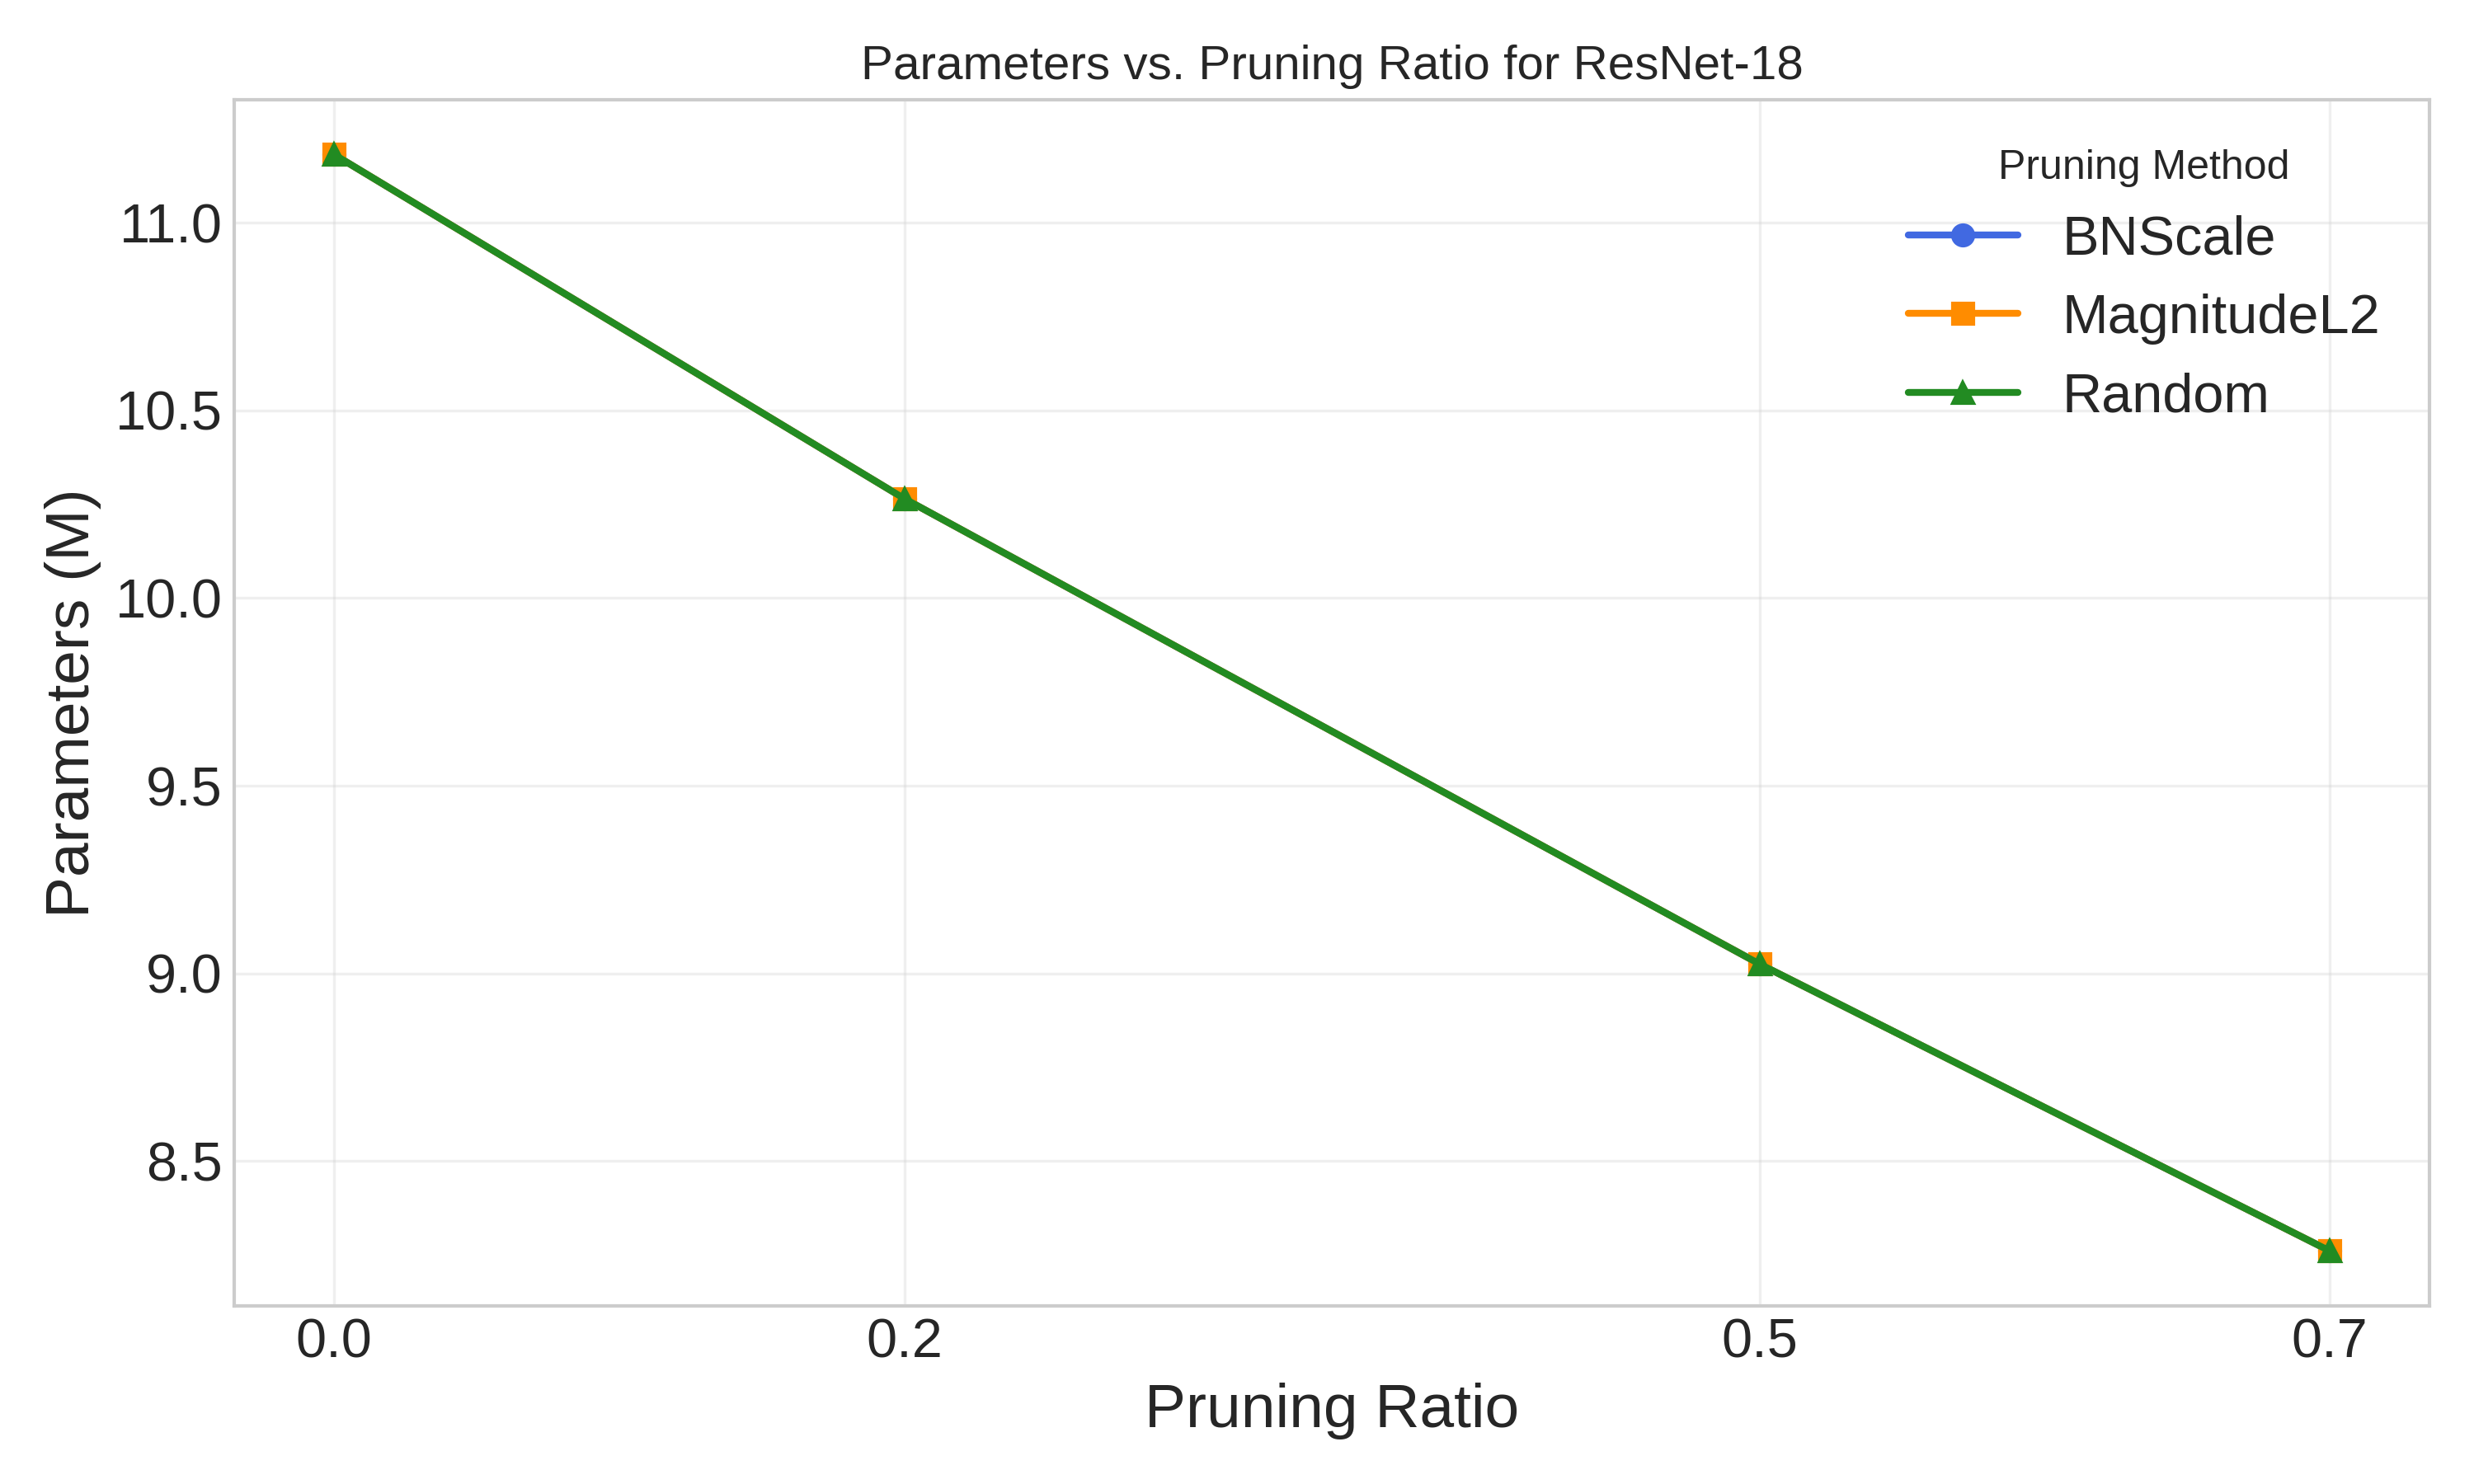 Parameters vs. Pruning Ratio for ResNet-18
Pruning Method
BNScale
MagnitudeL2
Random
Parameters (M)
11.0
10.5
10.0
9.5
9.0
8.5
0.0 0.2 0.5 0.7
Pruning Ratio